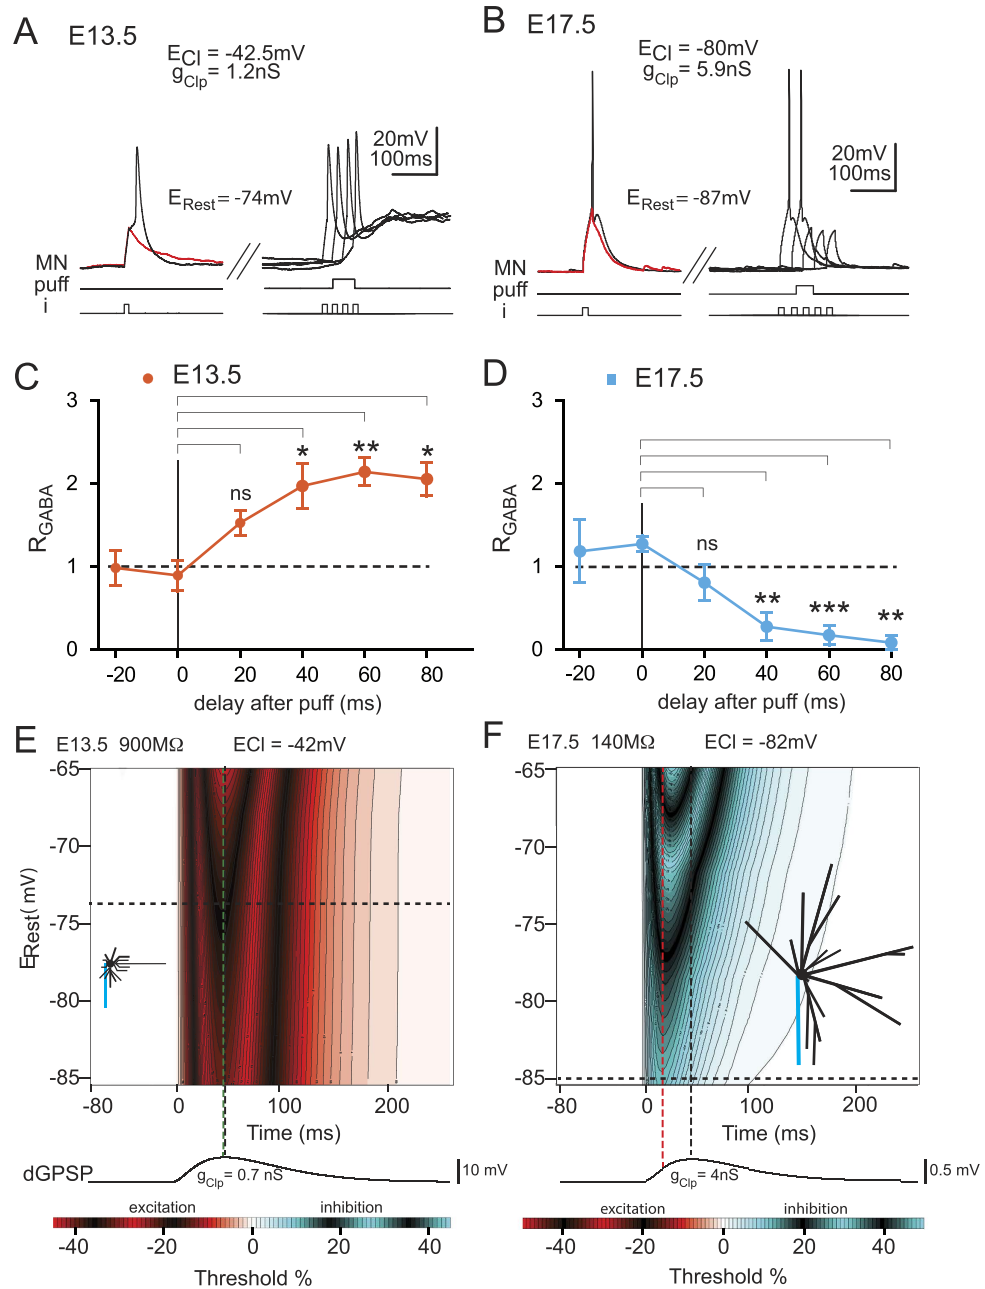 A
E13.5
ECl = -42.5mV
gClp = 1.2nS
20mV
100ms
ERest = -74mV
MN
puff
i
B
E17.5
ECl = -80mV
gClp = 5.9nS
20mV
100ms
ERest = -87mV
MN
puff
i
C
E13.5
3
2
1
0
RGABA
ns
*
**
*
-20 0 20 40 60 80
delay after puff (ms)
D
E17.5
3
2
1
0
RGABA
ns
**
***
**
-20 0 20 40 60 80
delay after puff (ms)
E
E13.5 900MΩ ECl = -42mV
-65
-70
-75
-80
-85
ERest(mV)
-80 0 100 200
Time (ms)
dGPSP
gClp = 0.7 nS
10 mV
excitation inhibition
-40 -20 0 20 40
Threshold %
F
E17.5 140MΩ ECl = -82mV
-65
-70
-75
-80
-85
-80 0 100 200
Time (ms)
gClp = 4nS
0.5 mV
excitation inhibition
-40 -20 0 20 40
Threshold %